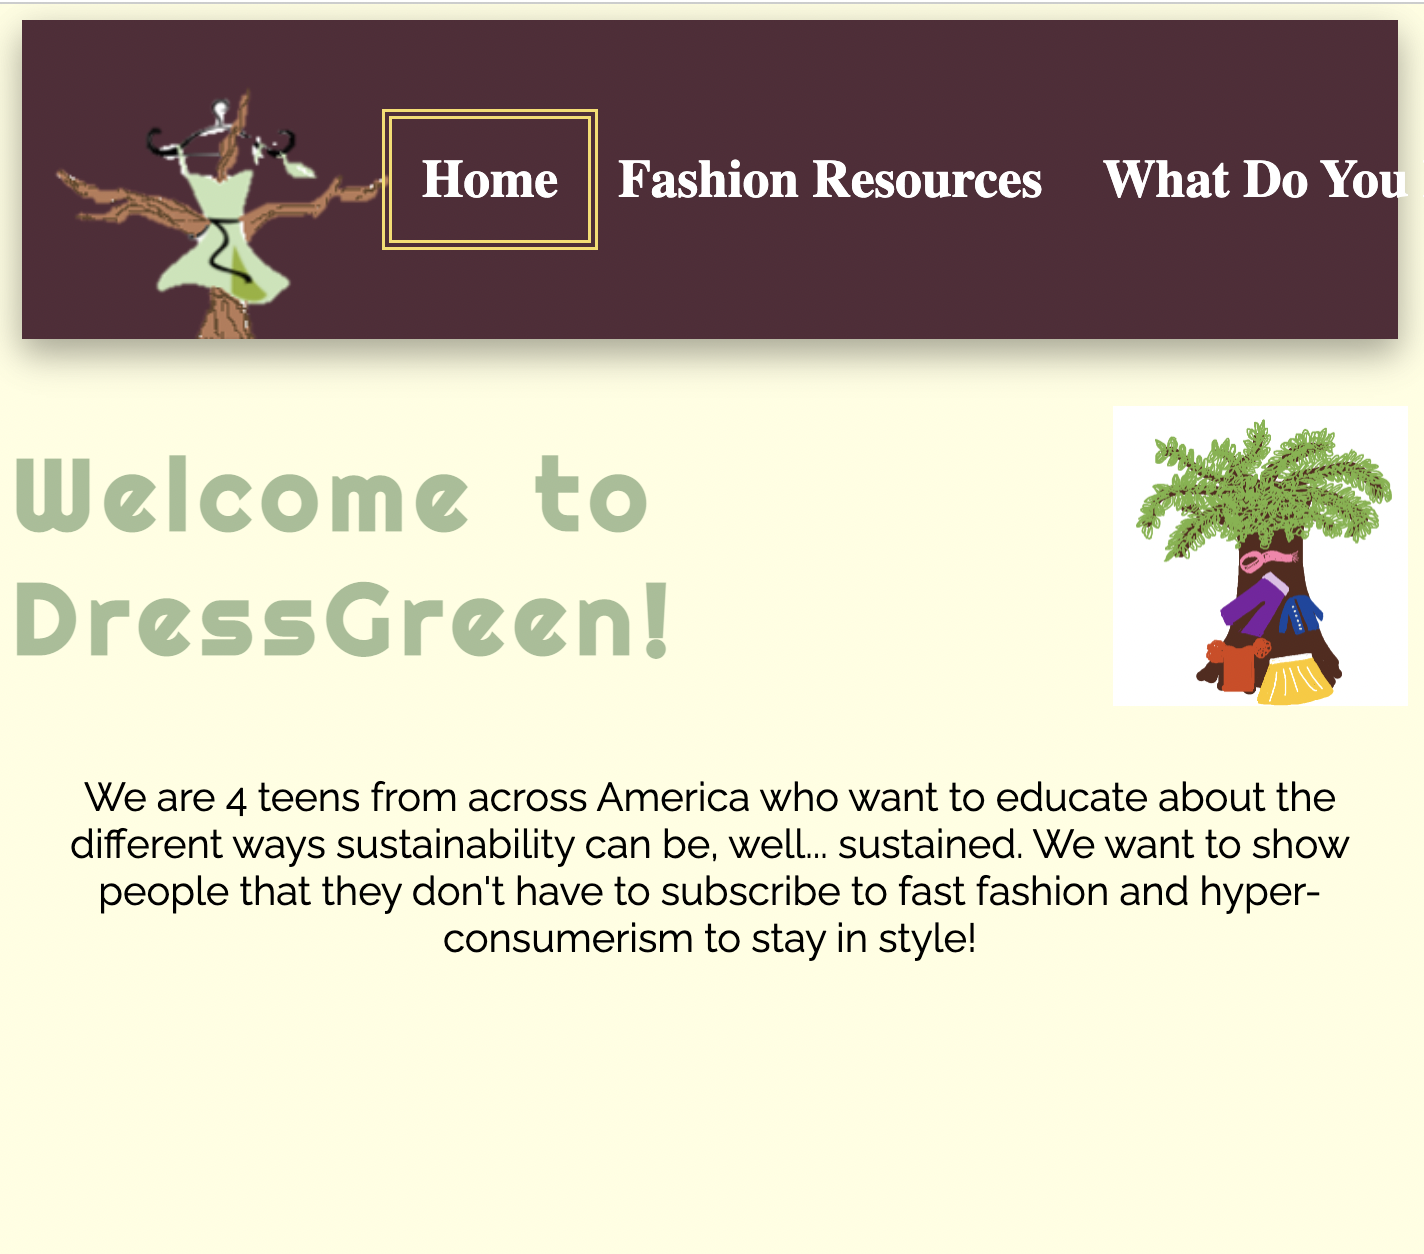 Home Fashion Resources What Do You
Welcome to
DressGreen!
We are 4 teens from across America who want to educate about the
different ways sustainability can be, well... sustained. We want to show
people that they don't have to subscribe to fast fashion and hyper-
consumerism to stay in style!